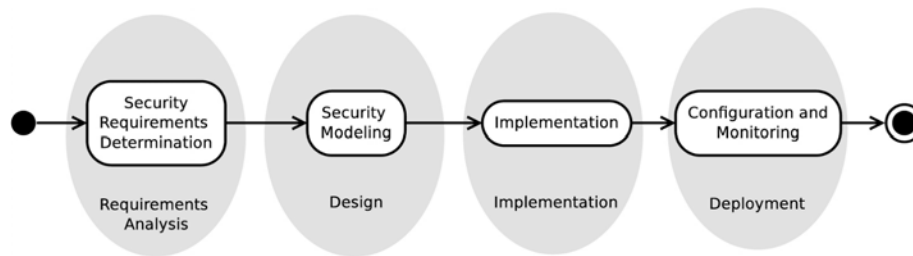 Security
Requirements
Determination
Requirements
Analysis
Security
Modeling
Design
Implementation
Implementation
Configuration and
Monitoring
Deployment